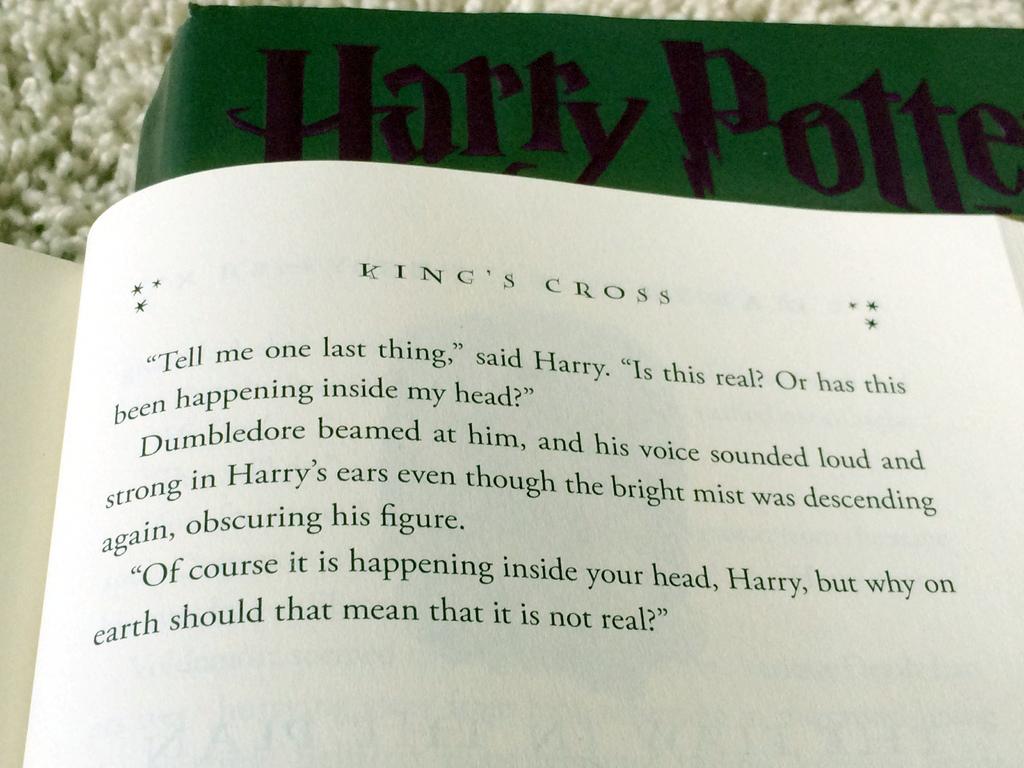 Harry Potte
KING'S CROSS
“Tell me one last thing,” said Harry. “Is this real? Or has this
been happening inside my head?”
Dumbledore beamed at him, and his voice sounded loud and
strong in Harry’s ears even though the bright mist was descending
again, obscuring his figure.
“Of course it is happening inside your head, Harry, but why on
earth should that mean that it is not real?”